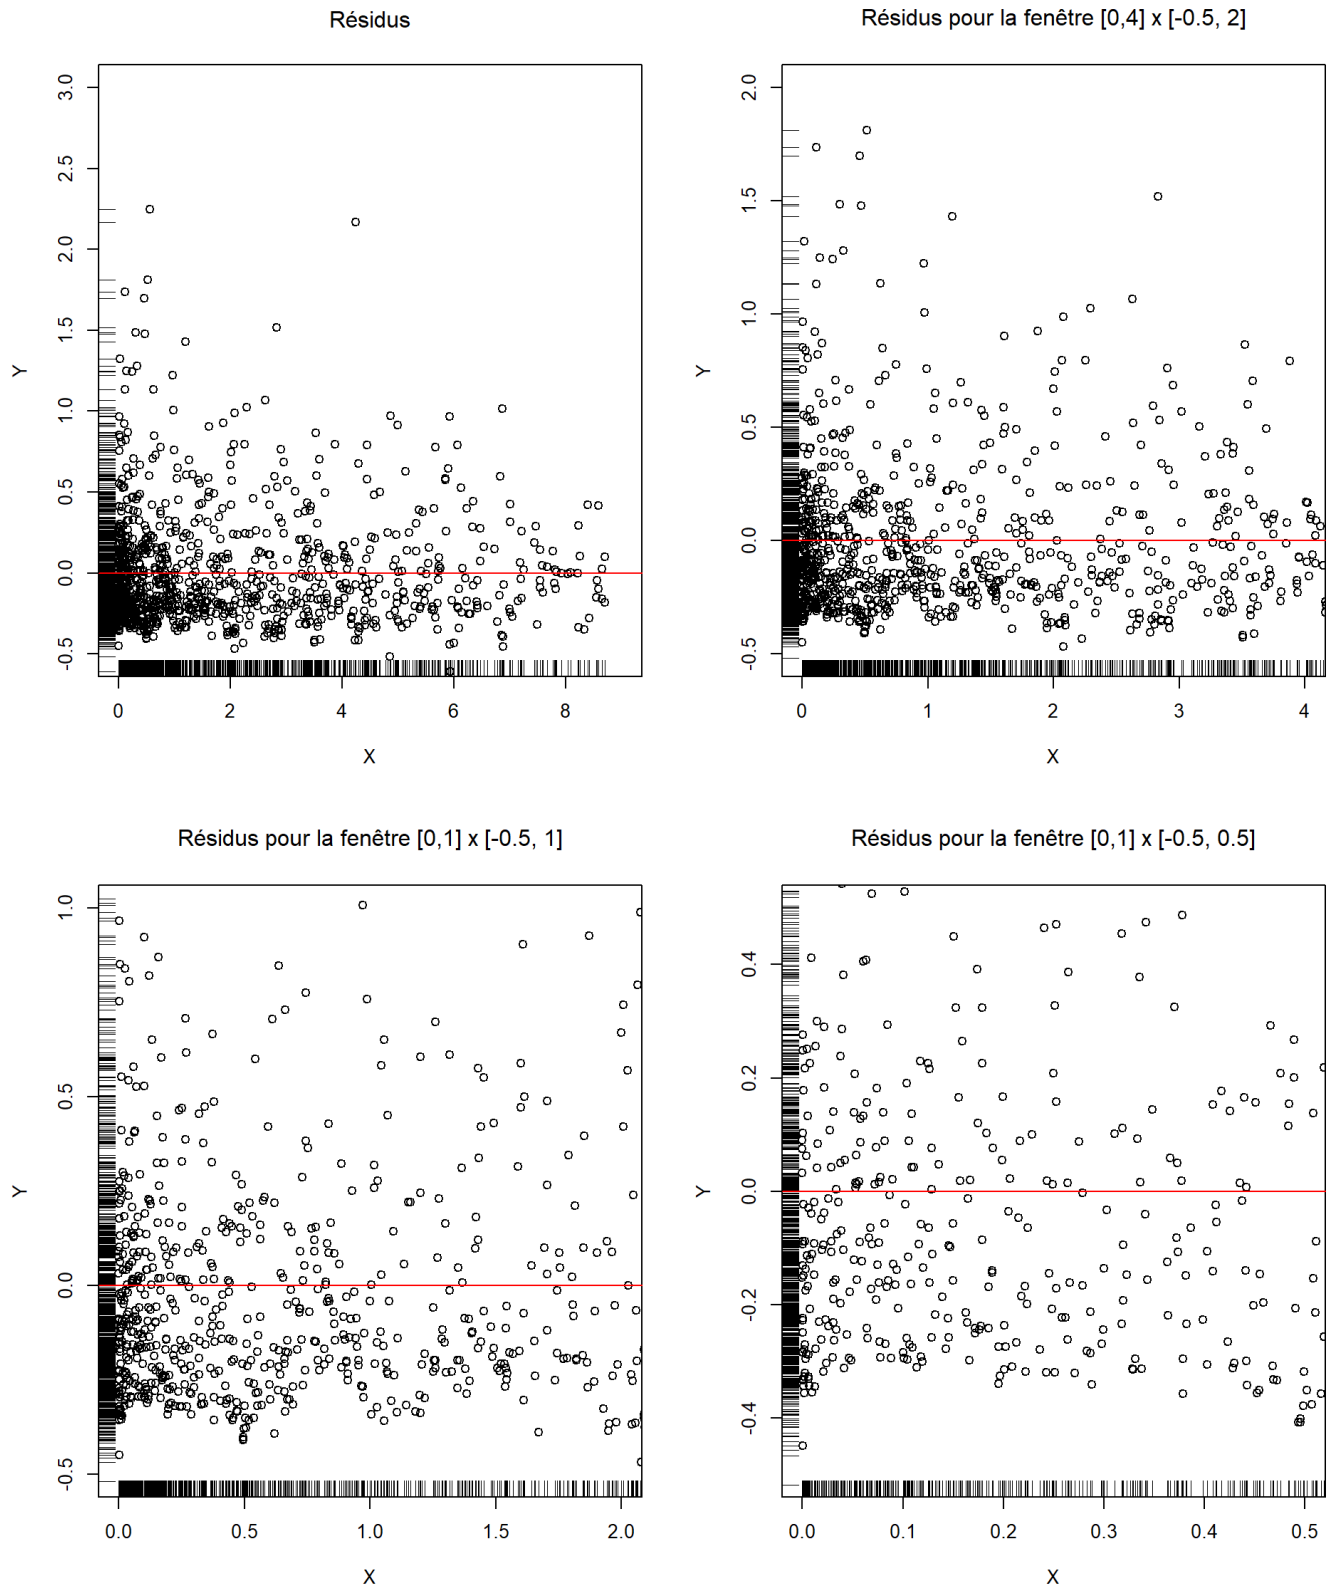 Résidus
3.0
2.5
2.0
1.5
1.0
0.5
0.0
-0.5
Y
0 2 4 6 8
X
Résidus pour la fenêtre [0,4] x [-0.5, 2]
2.0
1.5
1.0
0.5
0.0
-0.5
Y
0 1 2 3 4
X
Résidus pour la fenêtre [0,1] x [-0.5, 1]
1.0
0.5
0.0
-0.5
Y
0.0 0.5 1.0 1.5 2.0
X
Résidus pour la fenêtre [0,1] x [-0.5, 0.5]
0.4
0.2
0.0
-0.2
-0.4
Y
0.0 0.1 0.2 0.3 0.4 0.5
X